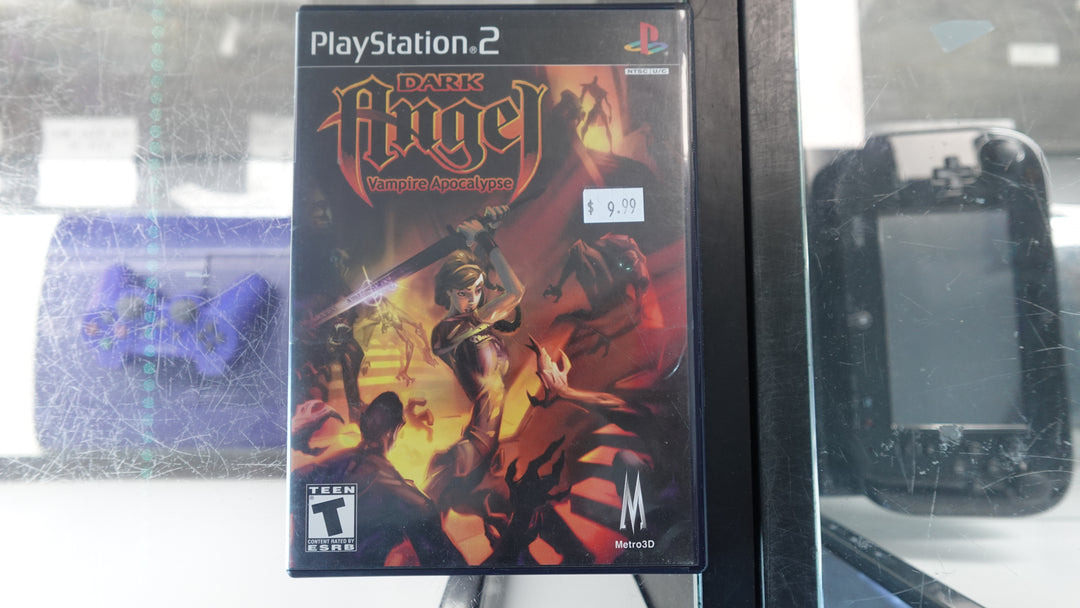 PlayStation®2
NTSC U/C
DARK
Angel
Vampire Apocalypse
$ 9.99
TEEN
T
CONTENT RATED BY
ESRB
M
Metro3D